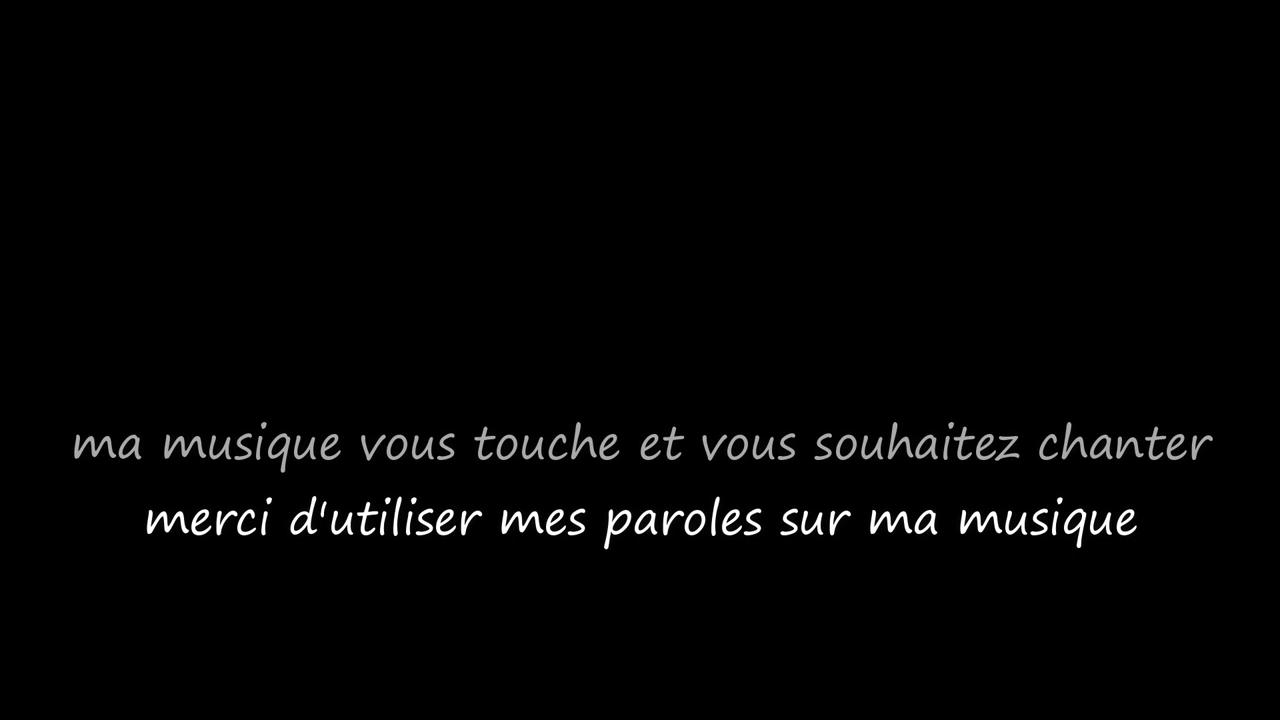 ma musique vous touche et vous souhaitez chanter
merci d'utiliser mes paroles sur ma musique